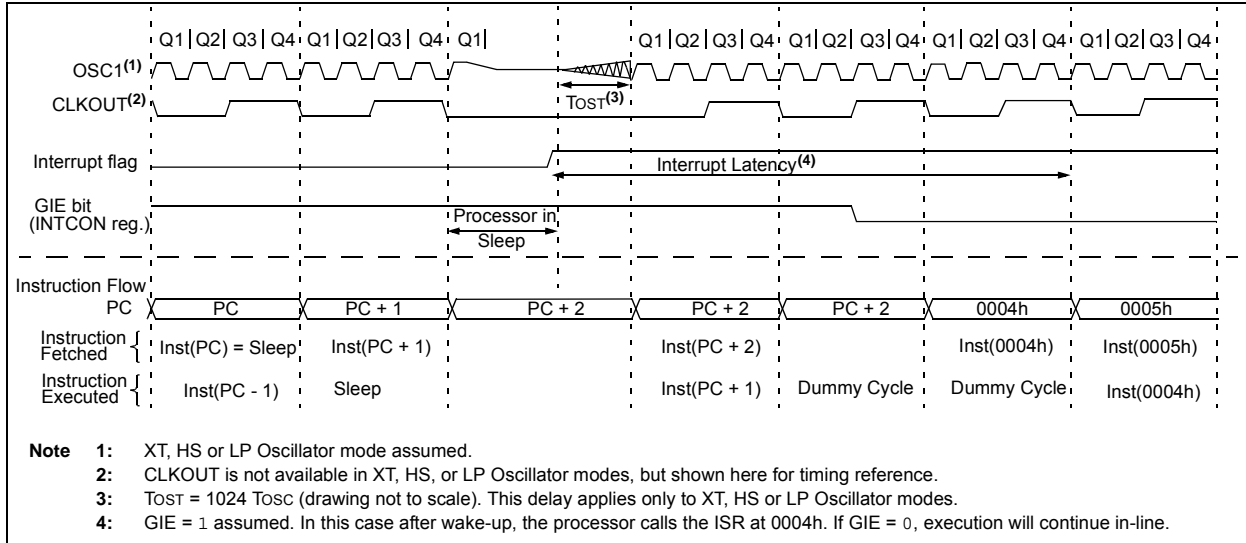 Q1 Q2 Q3 Q4 Q1 Q2 Q3 Q4 Q1 Q1 Q2 Q3 Q4 Q1 Q2 Q3 Q4 Q1 Q2 Q3 Q4 Q1 Q2 Q3 Q4
OSC1(1)
TOST(3)
CLKOUT(2)
Interrupt flag
Interrupt Latency(4)
GIE bit
(INTCON reg.)
Processor in
Sleep
Instruction Flow
PC PC PC + 1 PC + 2 PC + 2 PC + 2 0004h 0005h
Instruction
Fetched
Inst(PC) = Sleep Inst(PC + 1) Inst(PC + 2) Inst(0004h) Inst(0005h)
Instruction
Executed
Inst(PC - 1) Sleep Inst(PC + 1) Dummy Cycle Dummy Cycle Inst(0004h)
Note 1: XT, HS or LP Oscillator mode assumed.
2: CLKOUT is not available in XT, HS, or LP Oscillator modes, but shown here for timing reference.
3: TOST = 1024 TOSC (drawing not to scale). This delay applies only to XT, HS or LP Oscillator modes.
4: GIE = 1 assumed. In this case after wake-up, the processor calls the ISR at 0004h. If GIE = 0, execution will continue in-line.